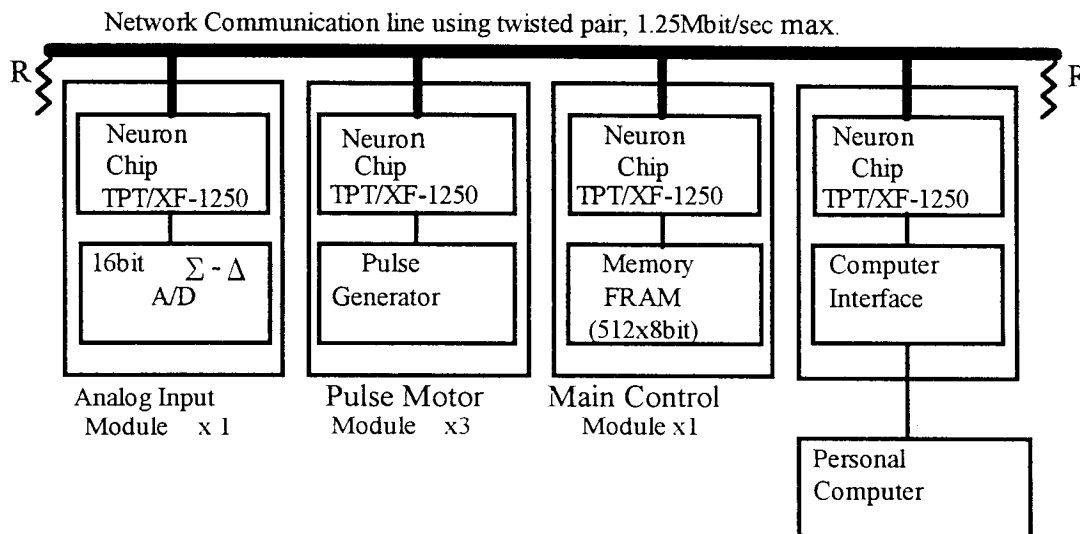 Network Communication line using twisted pair; 1.25Mbit/sec max.
R
R
Neuron
Chip
TPT/XF-1250
16bit Σ - Δ
A/D
Analog Input
Module x 1
Neuron
Chip
TPT/XF-1250
Pulse
Generator
Pulse Motor
Module x3
Neuron
Chip
TPT/XF-1250
Memory
FRAM
(512x8bit)
Main Control
Module x1
Neuron
Chip
TPT/XF-1250
Computer
Interface
Personal
Computer